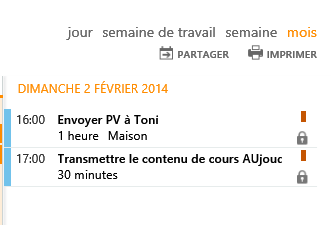 jour semaine de travail semaine mois
PARTAGER IMPRIMER
DIMANCHE 2 FÉVRIER 2014
16:00 Envoyer PV à Toni
1 heure Maison
17:00 Transmettre le contenu de cours AUjouc
30 minutes